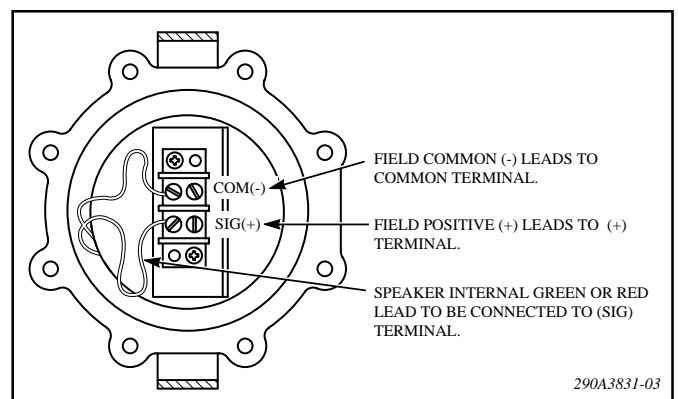 COM(-)
SIG(+)
FIELD COMMON (-) LEADS TO
COMMON TERMINAL.
FIELD POSITIVE (+) LEADS TO (+)
TERMINAL.
SPEAKER INTERNAL GREEN OR RED
LEAD TO BE CONNECTED TO (SIG)
TERMINAL.
290A3831-03